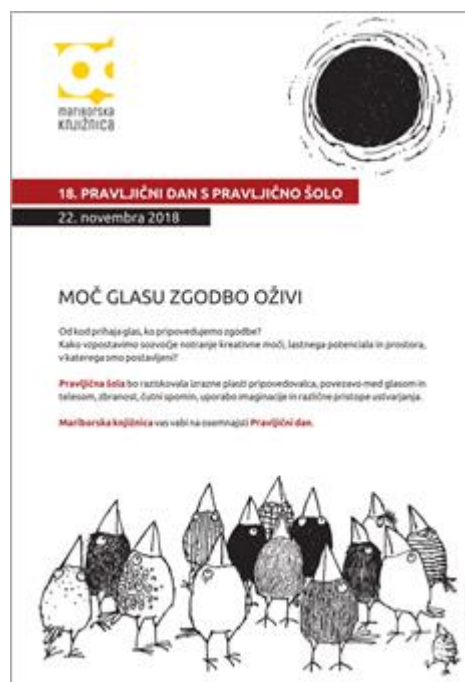 mariborska
KNJIŽNICA
18. PRAVLJIČNI DAN S PRAVLJIČNO ŠOLO
22. novembra 2018
MOČ GLASU ZGODBO OŽIVI
Od kod prihaja glas, ko pripovedujemo zgodbe?
Kako vzpostavimo sozvočje notranje kreativne moči, lastnega potenciala in prostora,
v katerega smo postavljeni?
Pravljična šola bo raziskovala izrazne plasti pripovedovalca, povezavo med glasom in
telesom, zbranost, čutni spomin, uporabo imaginacije in različne pristope ustvarjanja.
Mariborska knjižnica vas vabi na osemnajsti Pravljični dan.